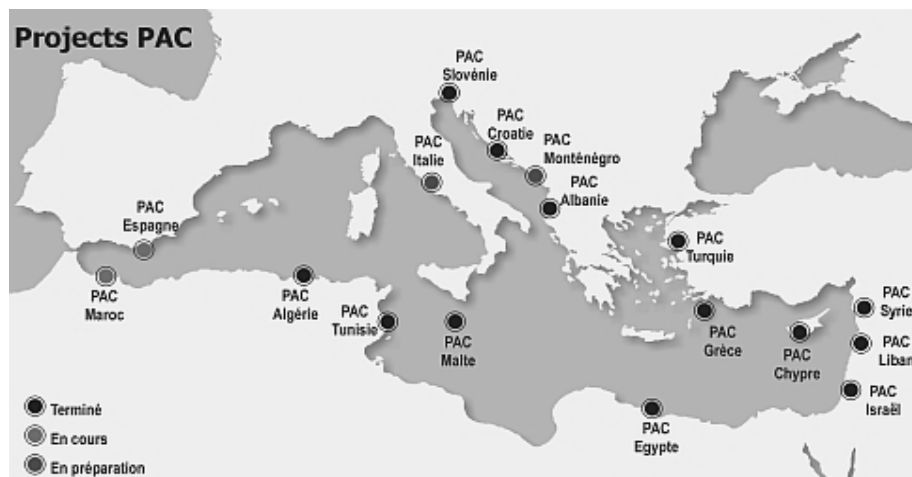 Projects PAC
PAC
Slovénie
PAC
Croatie
PAC
Italie
PAC
Monténégro
PAC
Albanie
PAC
Espagne
PAC
Turquie
PAC
Maroc
PAC
Algérie
PAC
Tunisie
PAC
Malte
PAC
Grèce
PAC
Chypre
PAC
Syrie
PAC
Liban
PAC
Israël
PAC
Egypte
Terminé
En cours
En préparation